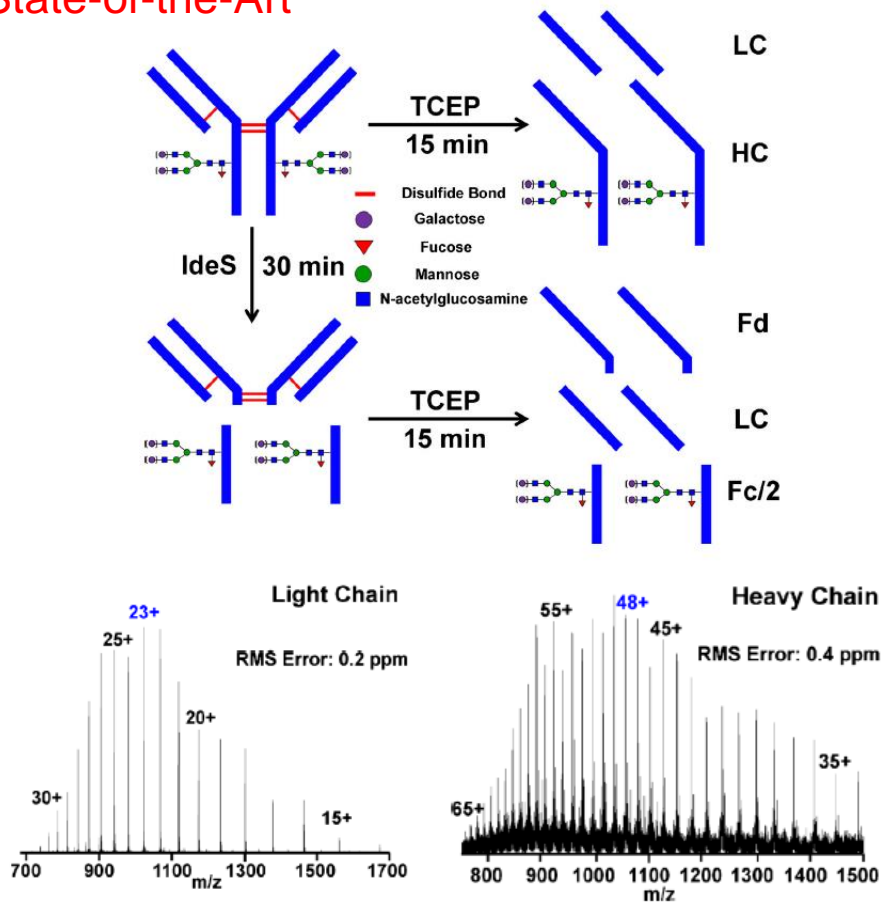 State-of-the-Art
LC
TCEP
15 min
HC
Disulfide Bond
Galactose
Fucose
Mannose
N-acetylglucosamine
IdeS
30 min
Fd
TCEP
15 min
LC
Fc/2
Light Chain
RMS Error: 0.2 ppm
23+
25+
20+
30+
15+
700 900 1100 1300 1500 1700
m/z
Heavy Chain
RMS Error: 0.4 ppm
55+
48+
45+
35+
65+
800 900 1000 1100 1200 1300 1400 1500
m/z